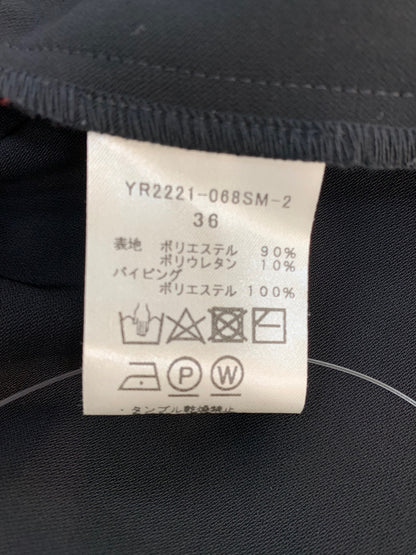 YR2221-068SM-2
36
表地 ポリエステル 90%
ポリウレタン 10%
パイピング
ポリエステル 100%
P W
・タンブル乾燥禁止